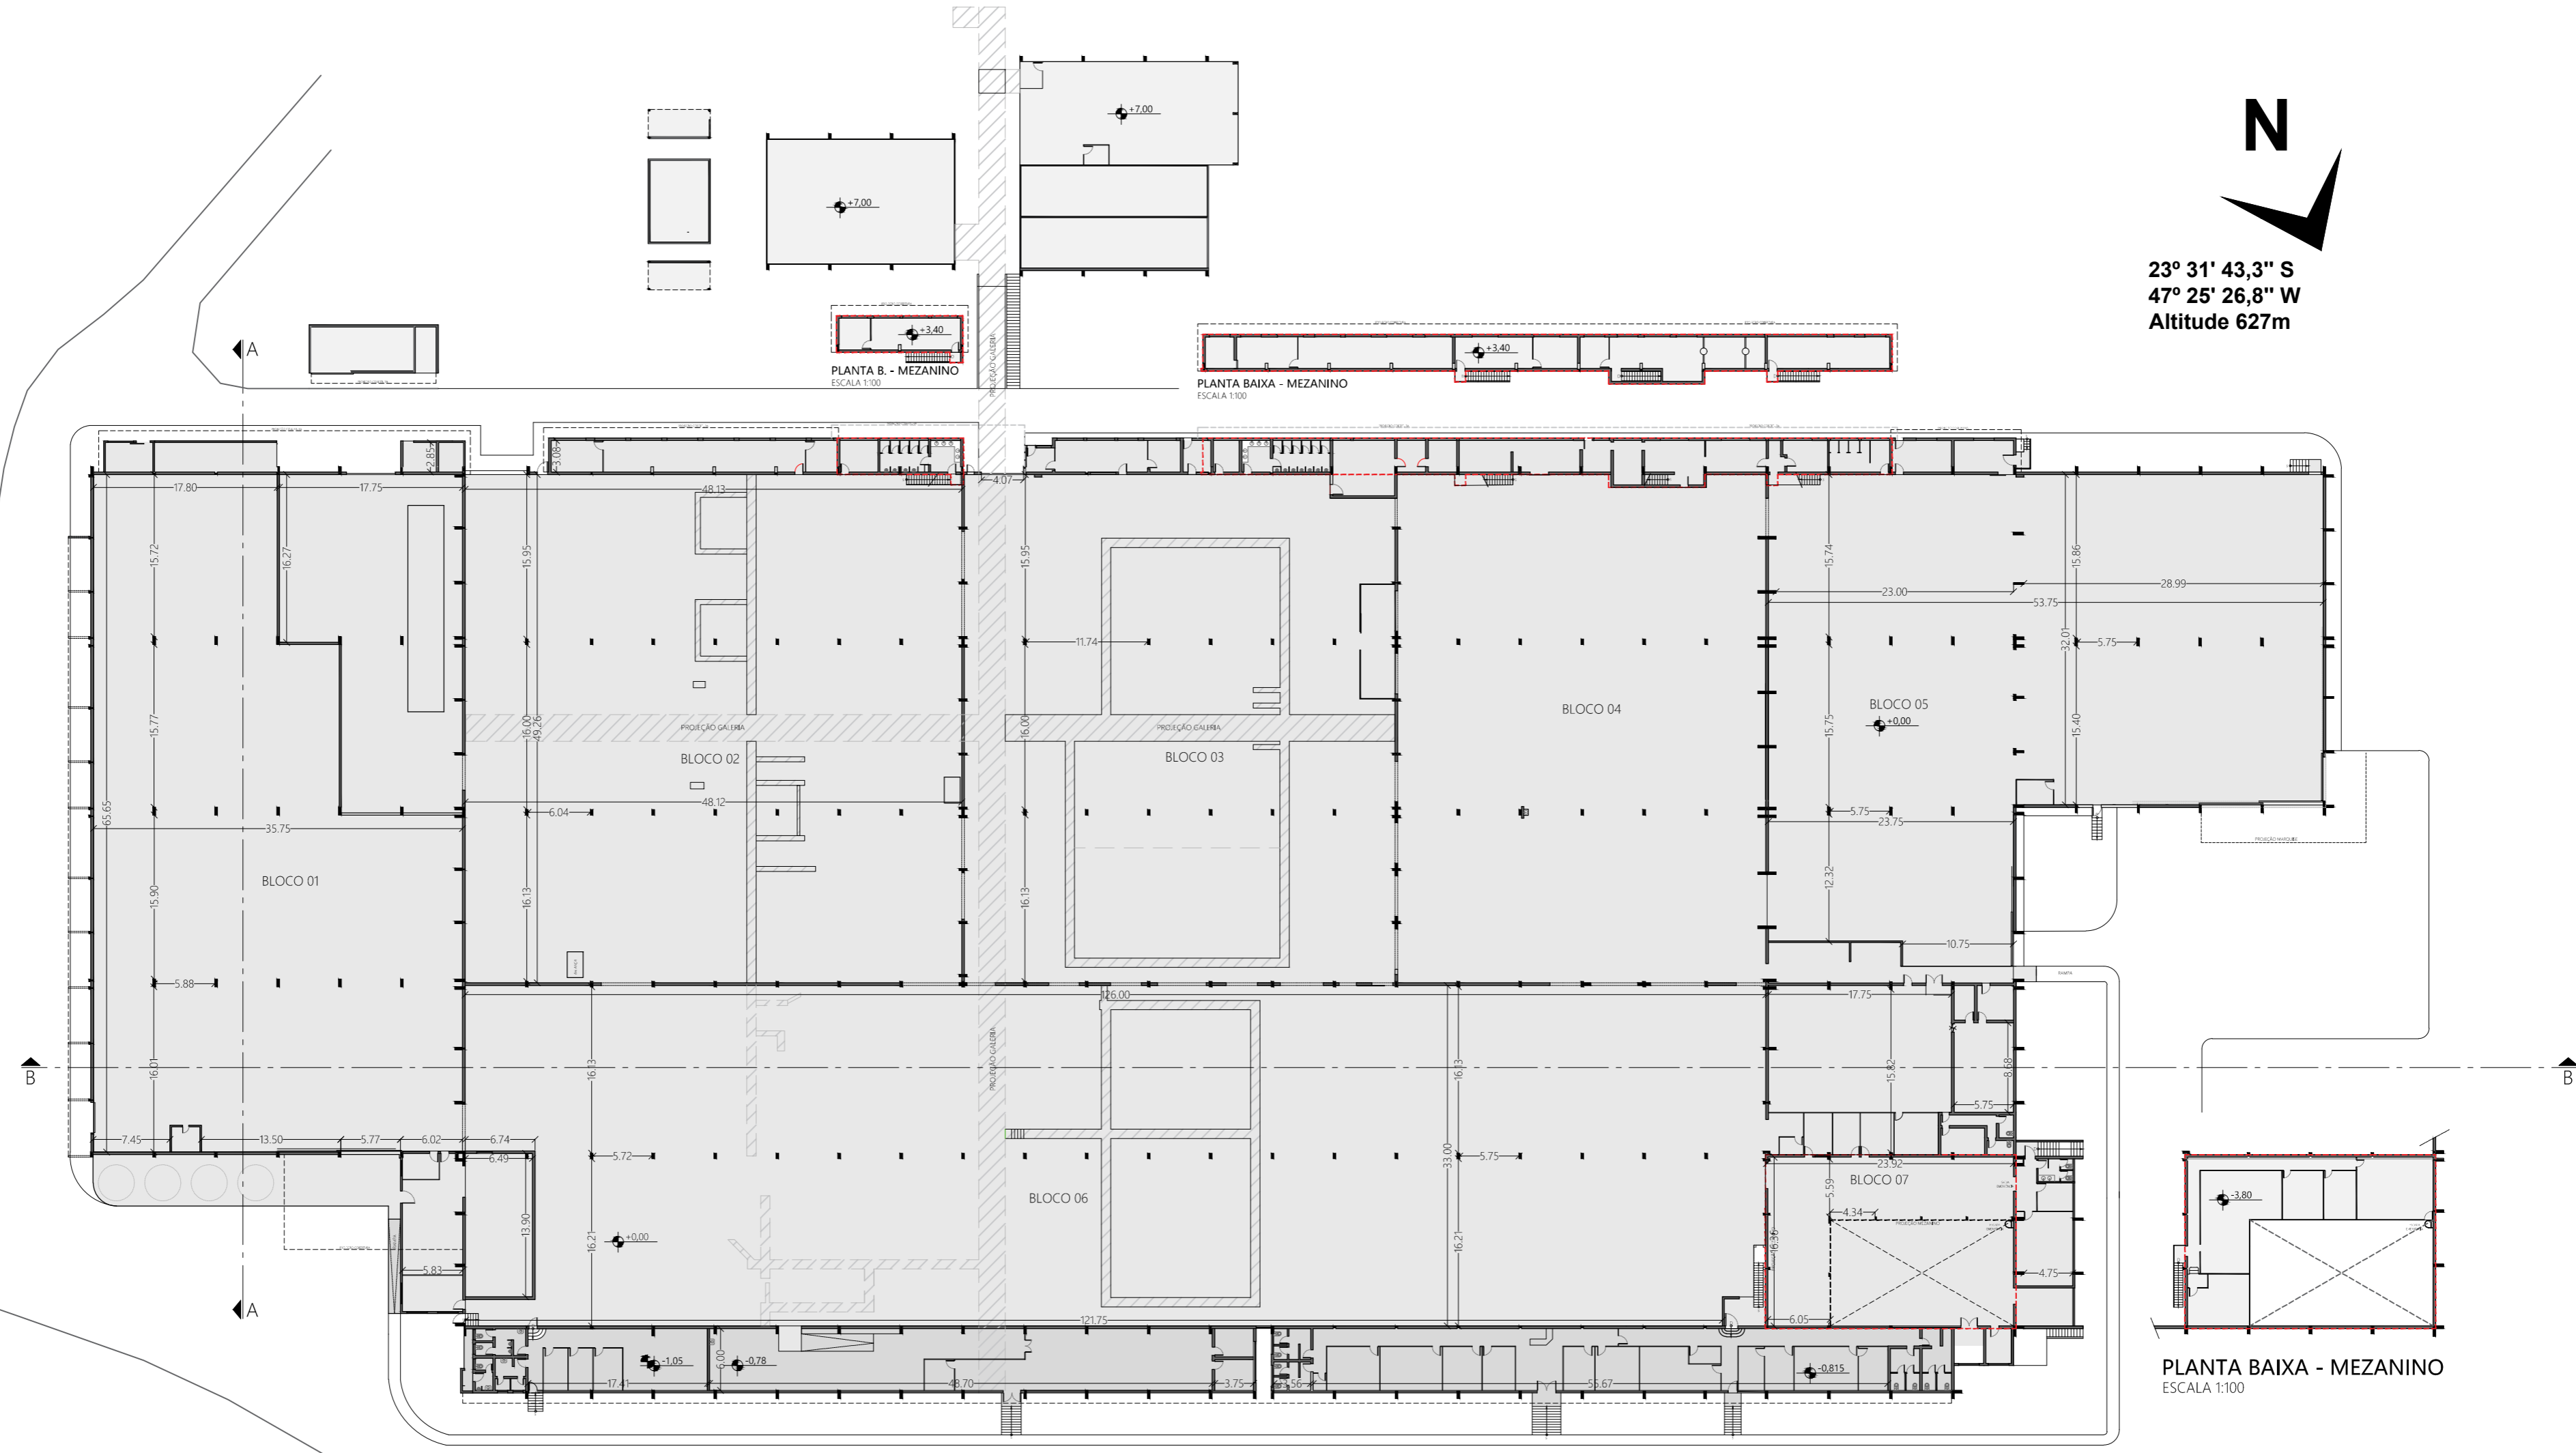 N
23º 31' 43,3" S
47º 25' 26,8" W
Altitude 627m
+7,00
+7,00
+3,40
PLANTA B. - MEZANINO
ESCALA 1:100
+3,40
PLANTA BAIXA - MEZANINO
ESCALA 1:100
PROJEÇÃO GALERIA
A
2.85
3.08
17.80
17.75
48.13
4.07
15.72
16.27
15.95
15.95
15.74
15.86
28.99
23.00
53.75
11.74
32.01
5.75
BLOCO 04
BLOCO 05
+0,00
15.77
16.00
49.26
PROJEÇÃO GALERIA
16.00
PROJEÇÃO GALERIA
15.75
15.40
BLOCO 02
BLOCO 03
48.12
65.65
6.04
5.75
23.75
35.75
PROJEÇÃO MARQUISE
BLOCO 01
15.90
16.13
16.13
12.32
10.75
5.88
126.00
17.75
16.01
16.13
PROJEÇÃO GALERIA
16.13
15.82
8.68
B
B
5.75
7.45
13.50
5.77
6.02
6.74
6.49
5.72
33.00
5.75
23.92
BLOCO 07
BLOCO 06
5.59
4.34
PROJEÇÃO MEZANINO
-3,80
13.90
16.21
+0,00
16.21
16.36
5.83
4.75
A
121.75
6.05
-1,05
-0,78
6.00
-0,815
17.41
48.70
3.75
55.67
PLANTA BAIXA - MEZANINO
ESCALA 1:100